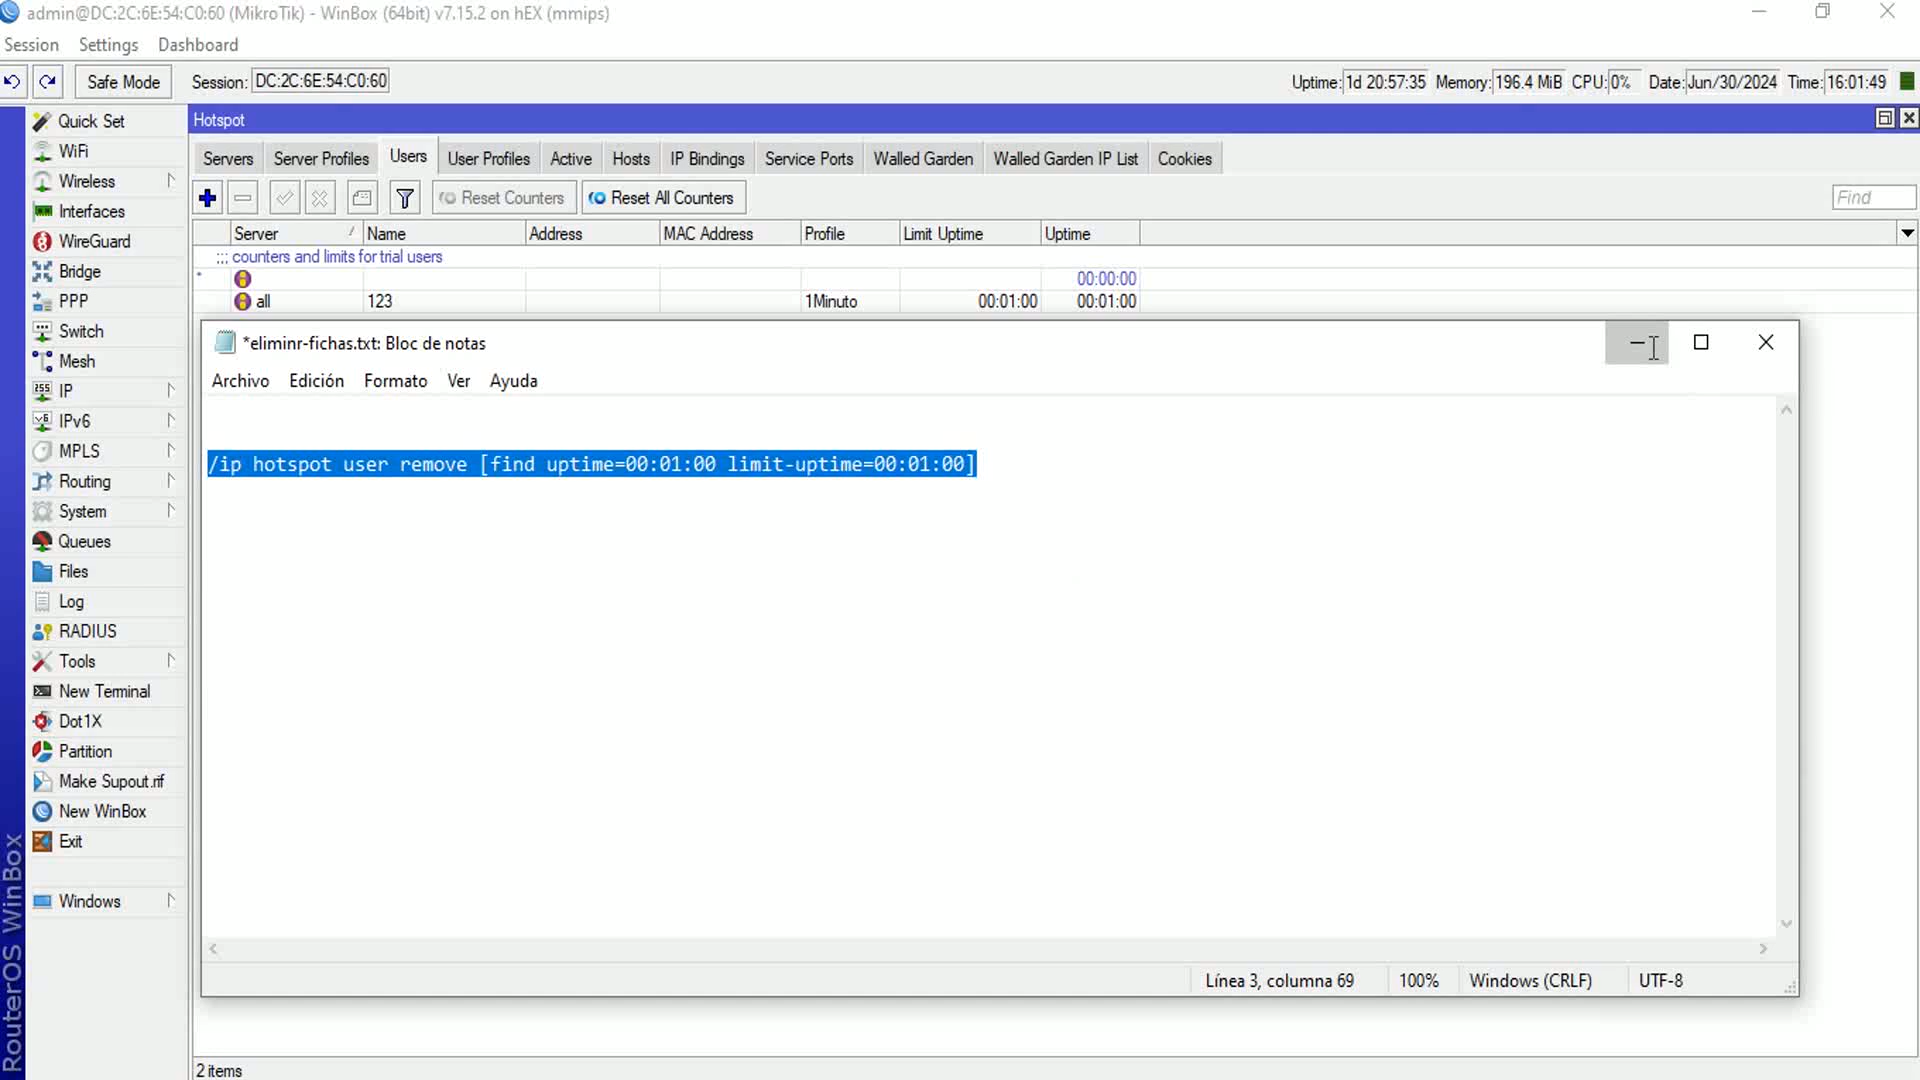 admin@DC:2C:6E:54:C0:60 (MikroTik) - WinBox (64bit) v7.15.2 on hEX (mmips)
Session Settings Dashboard
Safe Mode Session: DC:2C:6E:54:C0:60 Uptime: 1d 20:57:35 Memory: 196.4 MiB CPU: 0% Date: Jun/30/2024 Time: 16:01:49
Hotspot
Servers Server Profiles Users User Profiles Active Hosts IP Bindings Service Ports Walled Garden Walled Garden IP List Cookies
Reset Counters Reset All Counters Find
Server Name Address MAC Address Profile Limit Uptime Uptime
;;; counters and limits for trial users
* 00:00:00
all 123 1Minuto 00:01:00 00:01:00
*eliminr-fichas.txt: Bloc de notas
Archivo Edición Formato Ver Ayuda
/ip hotspot user remove [find uptime=00:01:00 limit-uptime=00:01:00]
Línea 3, columna 69 100% Windows (CRLF) UTF-8
2 items
Quick Set
WiFi
Wireless
Interfaces
WireGuard
Bridge
PPP
Switch
Mesh
255 IP
v6 IPv6
MPLS
Routing
System
Queues
Files
Log
RADIUS
Tools
New Terminal
Dot1X
Partition
Make Supout.rif
New WinBox
Exit
Windows
RouterOS WinBox